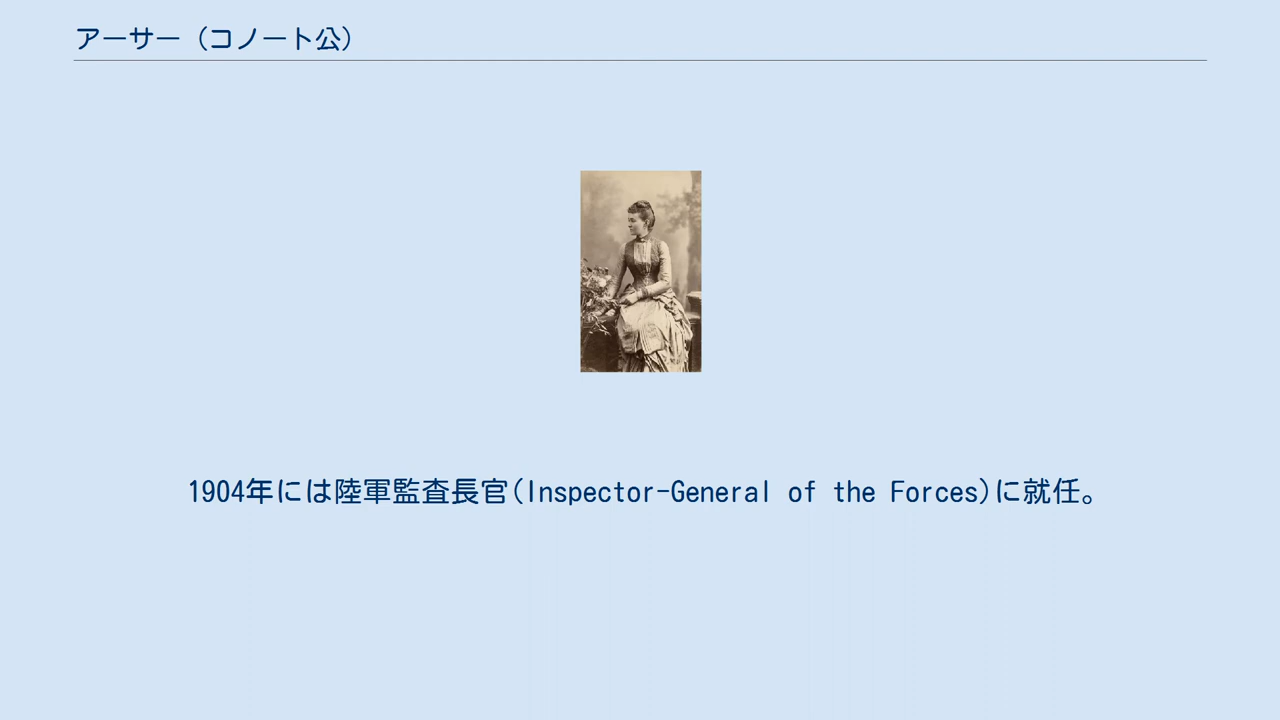 アーサー（コノート公）
1904年には陸軍監査長官(Inspector-General of the Forces)に就任。